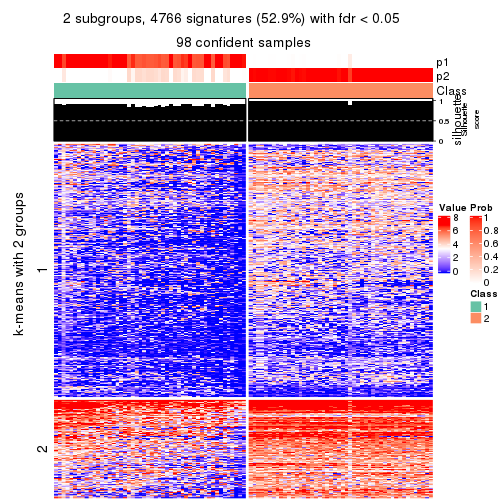 2 subgroups, 4766 signatures (52.9%) with fdr < 0.05
98 confident samples
p1
p2
Class
1
0.5
0
silhouette
Silhouette
score
k-means with 2 groups
1
2
Value
8
6
4
2
0
Prob
1
0.8
0.6
0.4
0.2
0
Class
1
2